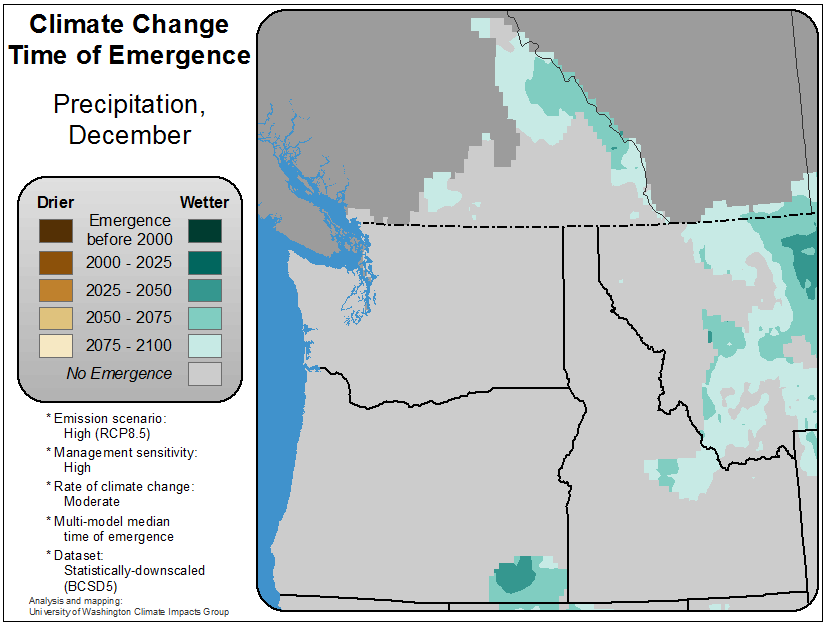 Climate Change
Time of Emergence
Precipitation,
December
Drier Wetter
Emergence
before 2000
2000 - 2025
2025 - 2050
2050 - 2075
2075 - 2100
No Emergence
* Emission scenario:
High (RCP8.5)
* Management sensitivity:
High
* Rate of climate change:
Moderate
* Multi-model median
time of emergence
* Dataset:
Statistically-downscaled
(BCSD5)
Analysis and mapping:
University of Washington Climate Impacts Group